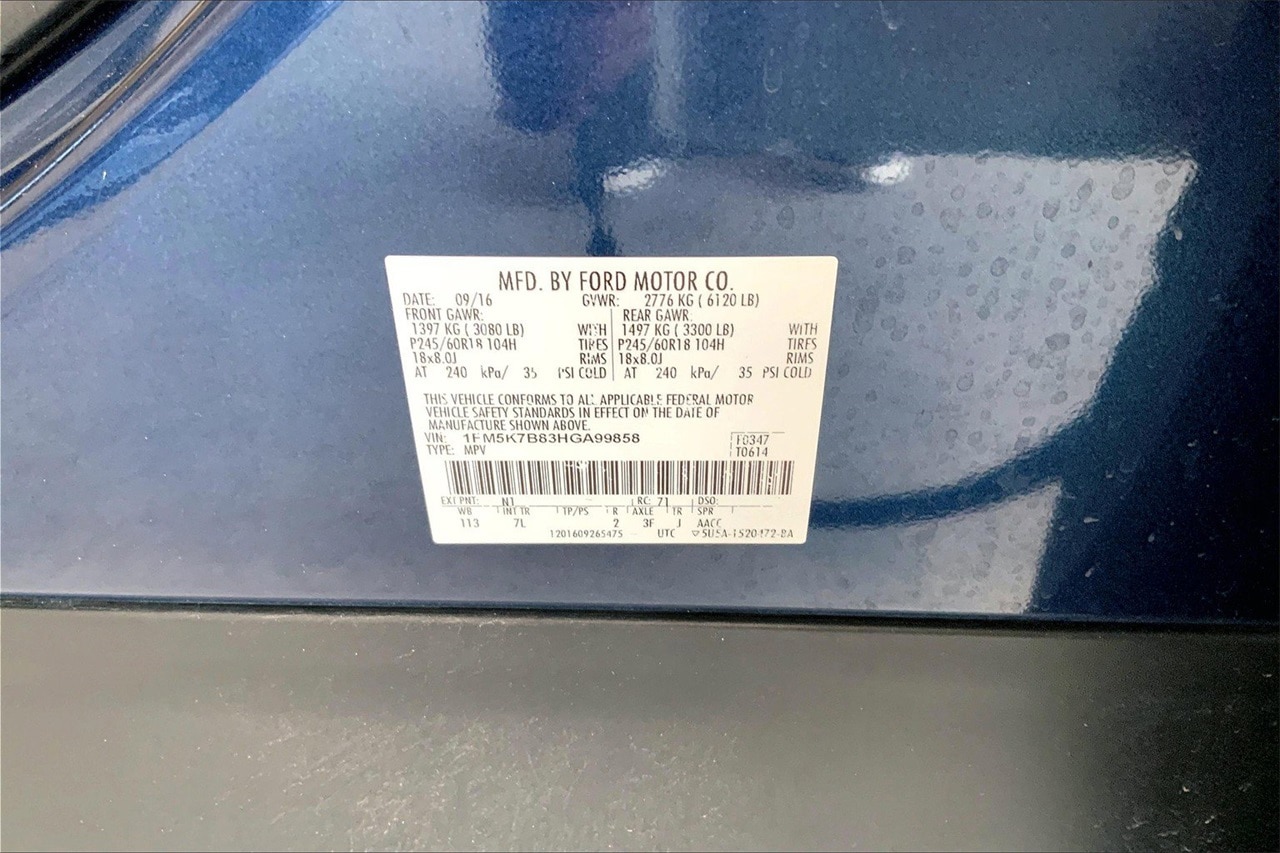 MFD. BY FORD MOTOR CO.
DATE: 09/16 GVWR: 2776 KG ( 6120 LB)
FRONT GAWR: REAR GAWR:
1397 KG ( 3080 LB) WITH 1497 KG ( 3300 LB) WITH
P245/60R18 104H TIRES P245/60R18 104H TIRES
18x8.0J RIMS 18x8.0J RIMS
AT 240 kPa/ 35 PSI COLD AT 240 kPa/ 35 PSI COLD
THIS VEHICLE CONFORMS TO ALL APPLICABLE FEDERAL MOTOR
VEHICLE SAFETY STANDARDS IN EFFECT ON THE DATE OF
MANUFACTURE SHOWN ABOVE.
VIN: 1FM5K7B83HGA99858 F0347
TYPE: MPV T0614
EXT PNT: N1 RC: 71 DSO:
WB INT TR TP/PS R AXLE TR SPR
113 7L 2 3F J AACC
1201609265475 UTC